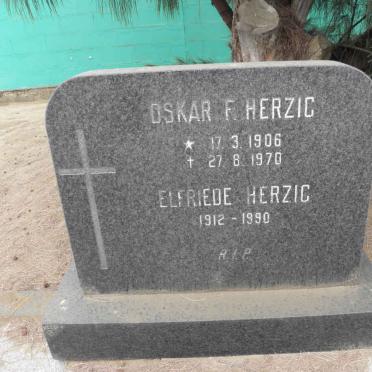 OSKAR F. HERZIG
★ 17. 3. 1906
† 27. 8. 1970
ELFRIEDE HERZIG
1912 - 1990
R.I.P.